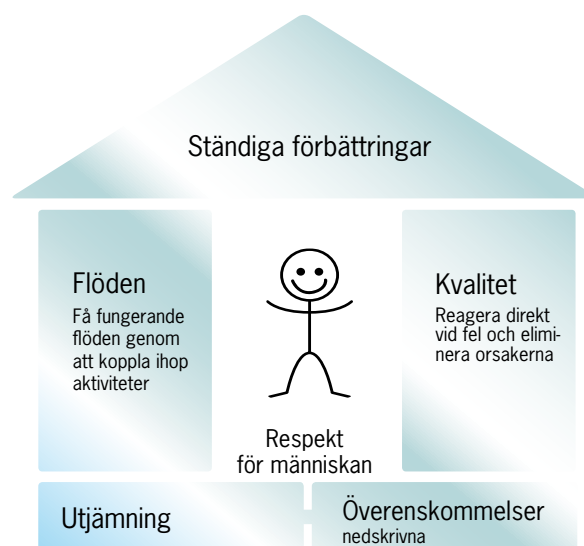 Ständiga förbättringar
Flöden
Få fungerande
flöden genom
att koppla ihop
aktiviteter
Respekt
för människan
Kvalitet
Reagera direkt
vid fel och elimi-
nera orsakerna
Utjämning
Överenskommelser
nedskrivna